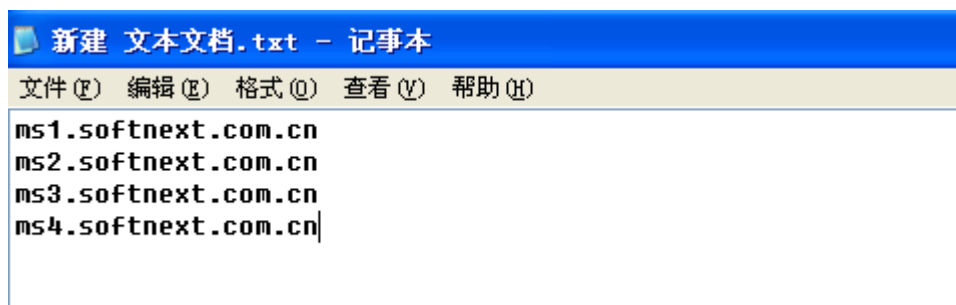 新建 文本文档.txt - 记事本
文件(F) 编辑(E) 格式(O) 查看(V) 帮助(H)
ms1.softnext.com.cn
ms2.softnext.com.cn
ms3.softnext.com.cn
ms4.softnext.com.cn